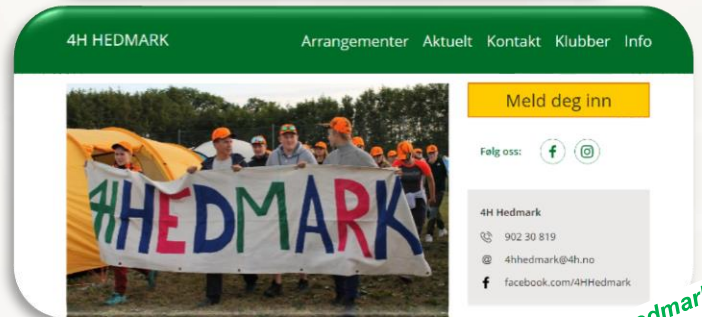 4H HEDMARK
Arrangementer Aktuelt Kontakt Klubber Info
Meld deg inn
Følg oss:
4HHEDMARK
4H Hedmark
902 30 819
4hhedmark@4h.no
facebook.com/4HHedmark